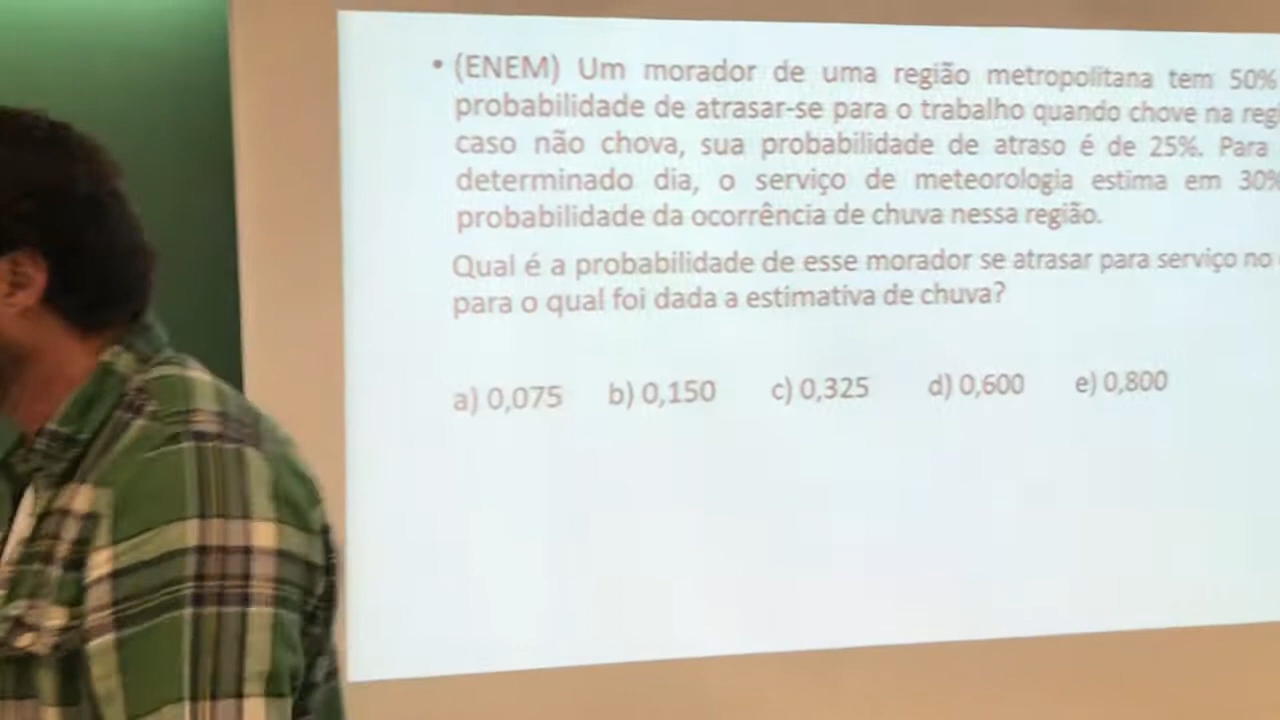 • (ENEM) Um morador de uma região metropolitana tem 50%
probabilidade de atrasar-se para o trabalho quando chove na reg
caso não chova, sua probabilidade de atraso é de 25%. Para
determinado dia, o serviço de meteorologia estima em 30%
probabilidade da ocorrência de chuva nessa região.
Qual é a probabilidade de esse morador se atrasar para serviço no
para o qual foi dada a estimativa de chuva?
a) 0,075 b) 0,150 c) 0,325 d) 0,600 e) 0,800